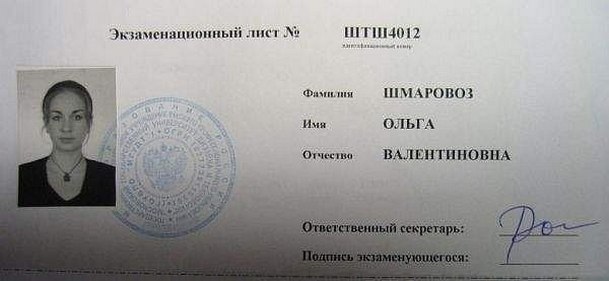 Экзаменационный лист № ШТШ4012
идентификационный номер
Фамилия ШМАРОВОЗ
Имя ОЛЬГА
Отчество ВАЛЕНТИНОВНА
Ответственный секретарь:
Подпись экзаменующегося: